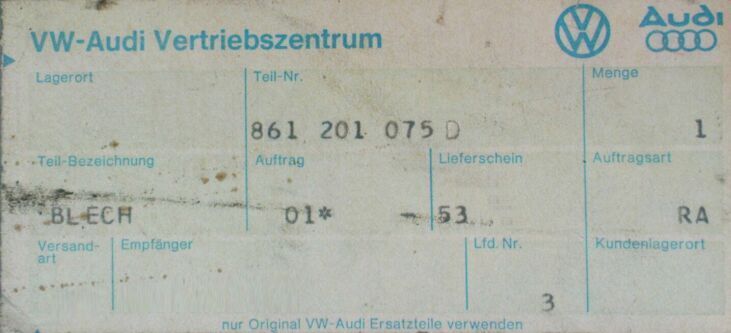 VW-Audi Vertriebszentrum
Audi
Lagerort Teil-Nr. Menge
861 201 075 D 1
Teil-Bezeichnung Auftrag Lieferschein Auftragsart
BLECH 01* 53 RA
Versand-art Empfänger Lfd. Nr. Kundenlagerort
3
nur Original VW-Audi Ersatzteile verwenden